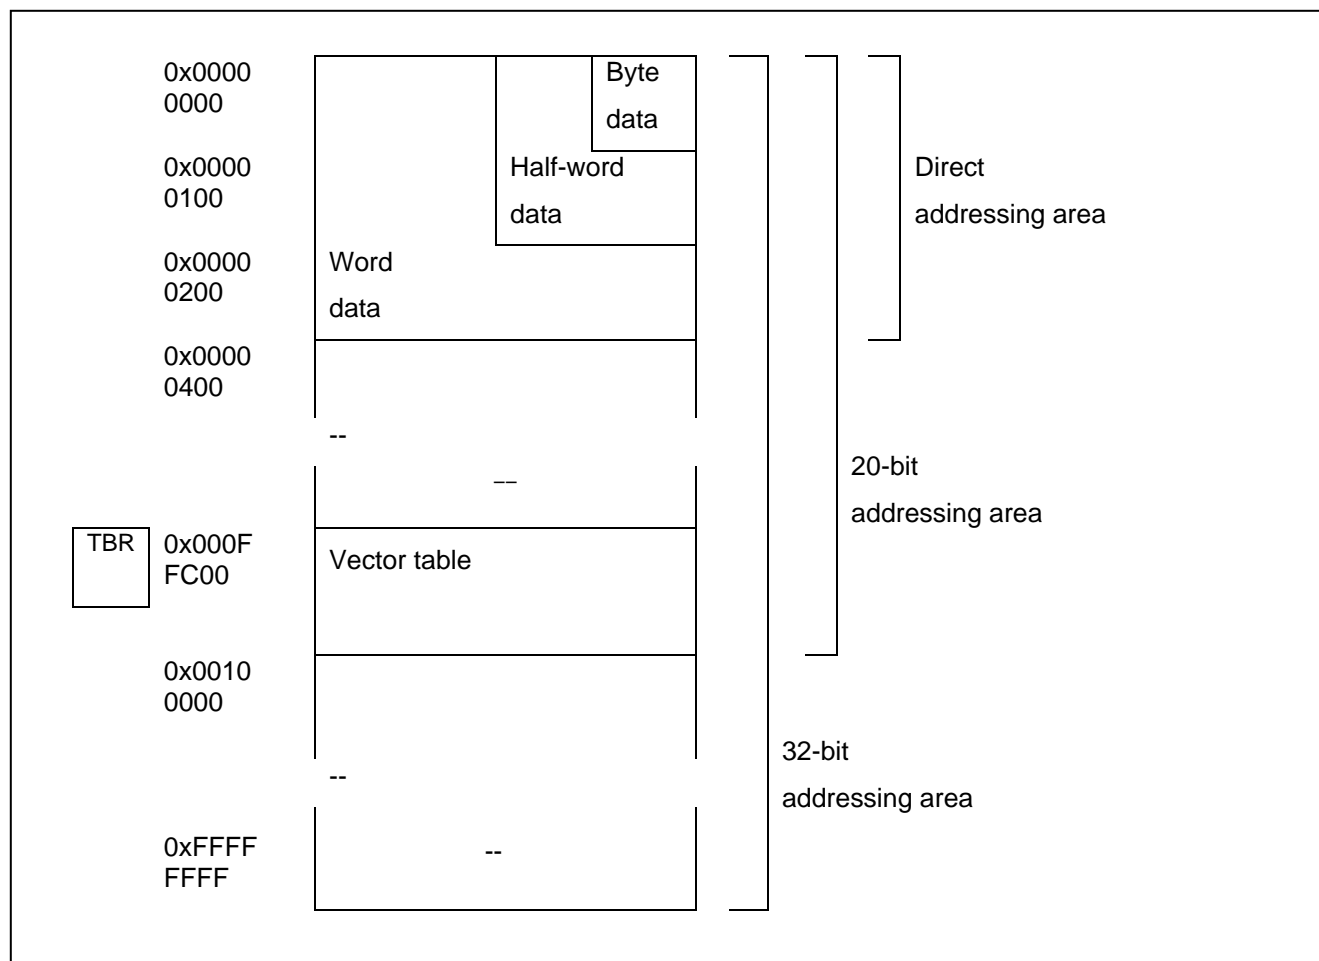 0x0000
0000
Byte
data
0x0000
0100
Half-word
data
Direct
addressing area
0x0000
0200
Word
data
0x0000
0400
--
--
20-bit
addressing area
TBR
0x000F
FC00
Vector table
0x0010
0000
--
32-bit
addressing area
0xFFFF
FFFF
--